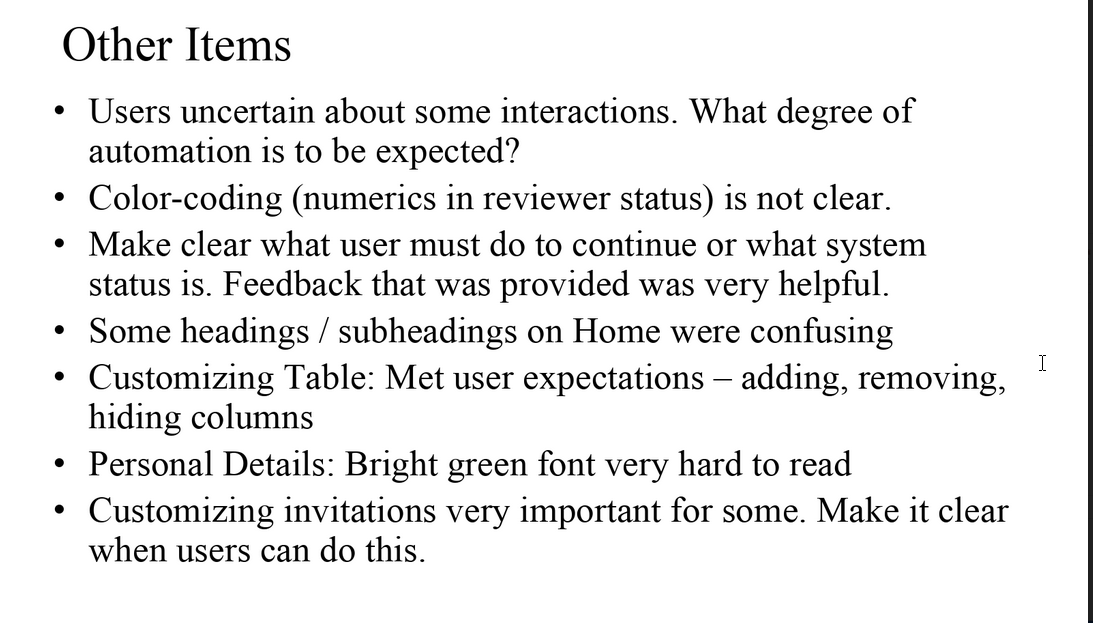 Other Items
• Users uncertain about some interactions. What degree of
automation is to be expected?
• Color-coding (numerics in reviewer status) is not clear.
• Make clear what user must do to continue or what system
status is. Feedback that was provided was very helpful.
• Some headings / subheadings on Home were confusing
• Customizing Table: Met user expectations – adding, removing,
hiding columns
• Personal Details: Bright green font very hard to read
• Customizing invitations very important for some. Make it clear
when users can do this.